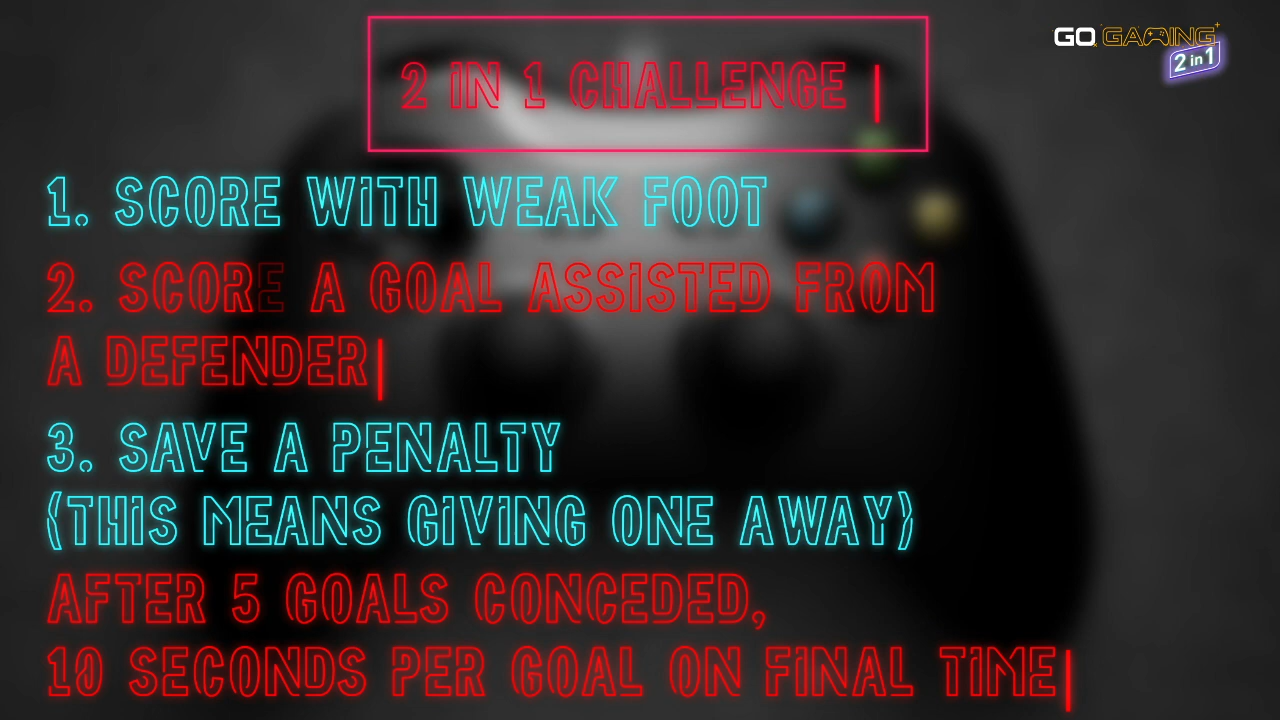 GO GAMING
2 in 1
2 IN 1 CHALLENGE |
1. SCORE WITH WEAK FOOT
2. SCORE A GOAL ASSISTED FROM
A DEFENDER|
3. SAVE A PENALTY
(THIS MEANS GIVING ONE AWAY)
AFTER 5 GOALS CONCEDED,
10 SECONDS PER GOAL ON FINAL TIME|